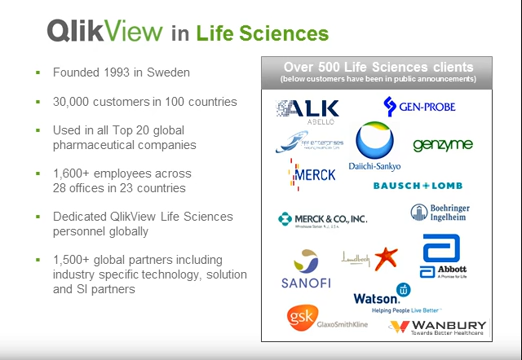 QlikView in Life Sciences
Founded 1993 in Sweden
30,000 customers in 100 countries
Used in all Top 20 global
pharmaceutical companies
1,600+ employees across
28 offices in 23 countries
Dedicated QlikView Life Sciences
personnel globally
1,500+ global partners including
industry specific technology, solution
and SI partners
Over 500 Life Sciences clients
(below customers have been in public announcements)
ALK
ABELLÓ
GEN-PROBE
Daiichi-Sankyo
genzyme
MERCK
BAUSCH + LOMB
MERCK & CO., INC.
Boehringer
Ingelheim
SANOFI
Abbott
A Promise for Life
Watson
Helping People Live Better
gsk
GlaxoSmithKline
WANBURY
Towards Better Healthcare